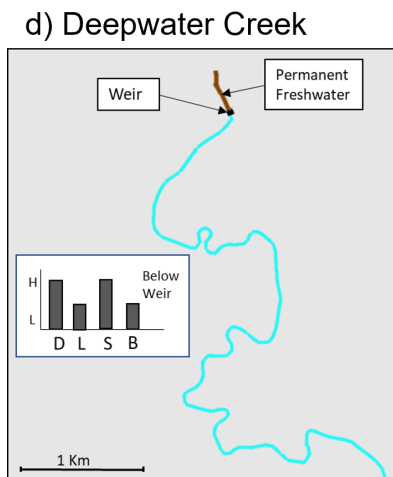 d) Deepwater Creek
Weir
Permanent
Freshwater
H
L
Below
Weir
D L S B
1 Km